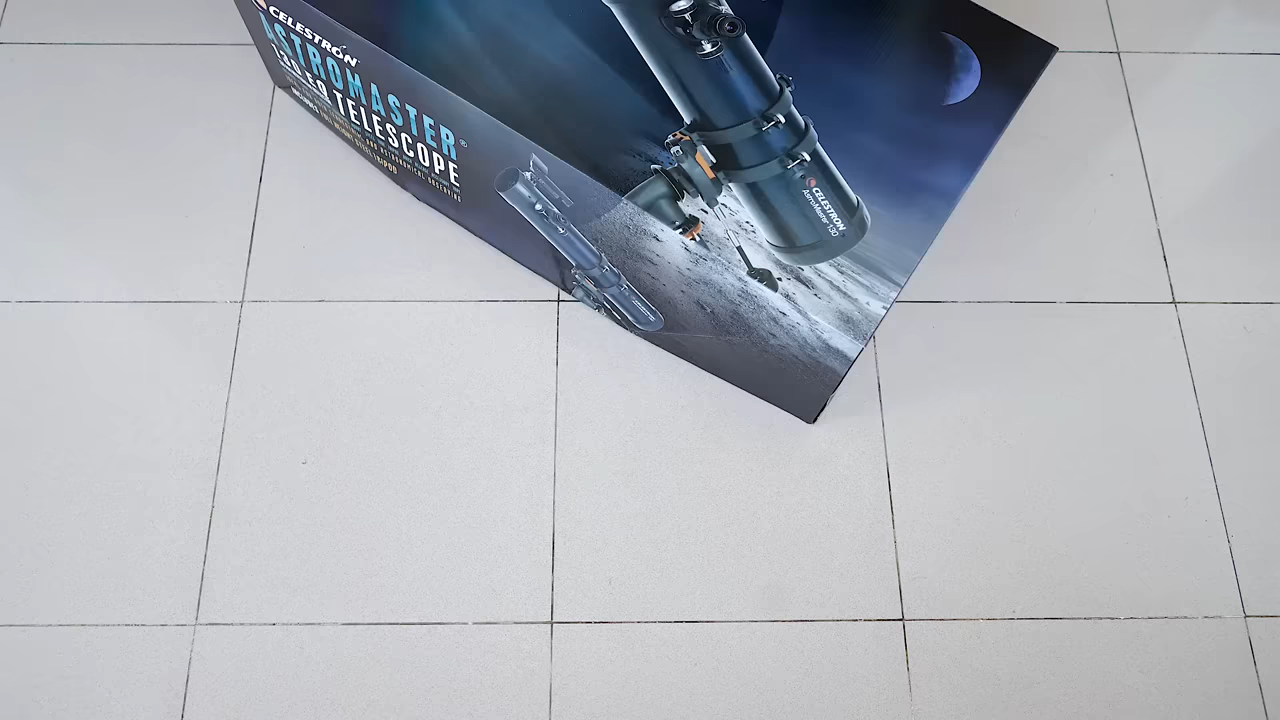 CELESTRON
ASTROMASTER®
130 EQ TELESCOPE
CELESTRON
AstroMaster 130